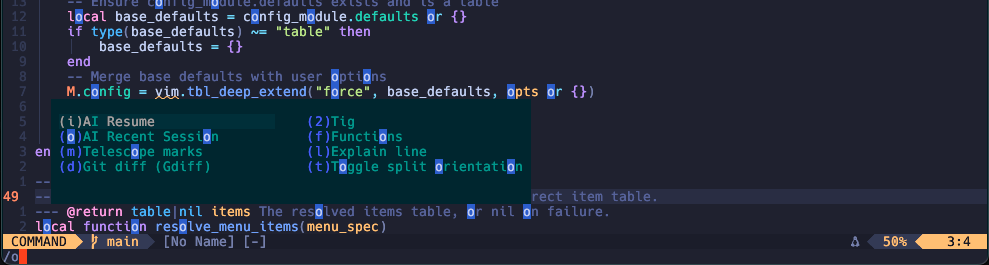 13 -- Ensure config_module.defaults exists and is a table
12 local base_defaults = config_module.defaults or {}
11 if type(base_defaults) ~= "table" then
10 base_defaults = {}
9 end
8 -- Merge base defaults with user options
7 M.config = vim.tbl_deep_extend("force", base_defaults, opts or {})
6
5 (i)AI Resume (2)Tig
4 (o)AI Recent Session (f)Functions
3 en (m)Telescope marks (l)Explain line
2 (d)Git diff (Gdiff) (t)Toggle split orientation
1 --
49 -- rect item table.
1 --- @return table|nil items The resolved items table, or nil on failure.
2 local function resolve_menu_items(menu_spec)
COMMAND main [No Name] [-] 50% 3:4
/o